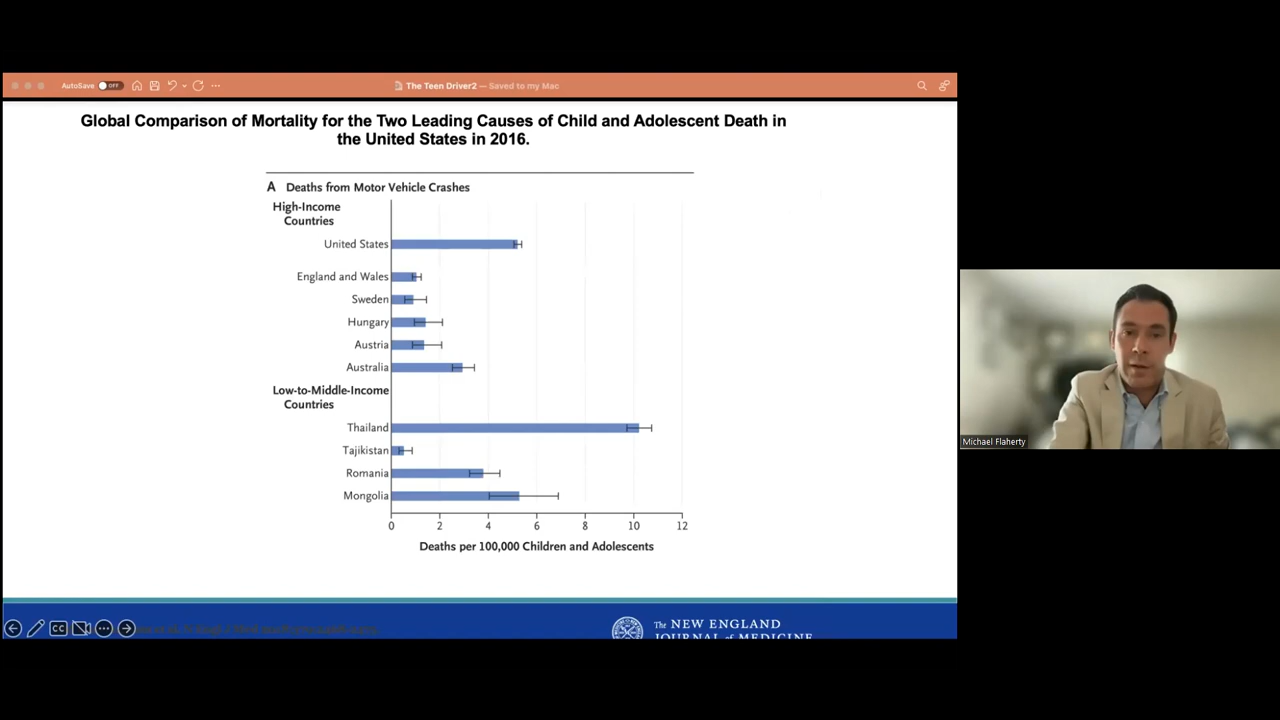 AutoSave OFF
The Teen Driver2 — Saved to my Mac
Global Comparison of Mortality for the Two Leading Causes of Child and Adolescent Death in
the United States in 2016.
A Deaths from Motor Vehicle Crashes
High-Income
Countries
United States
England and Wales
Sweden
Hungary
Austria
Australia
Low-to-Middle-Income
Countries
Thailand
Tajikistan
Romania
Mongolia
0 2 4 6 8 10 12
Deaths per 100,000 Children and Adolescents
CC
The NEW ENGLAND
JOURNAL of MEDICINE
Michael Flaherty